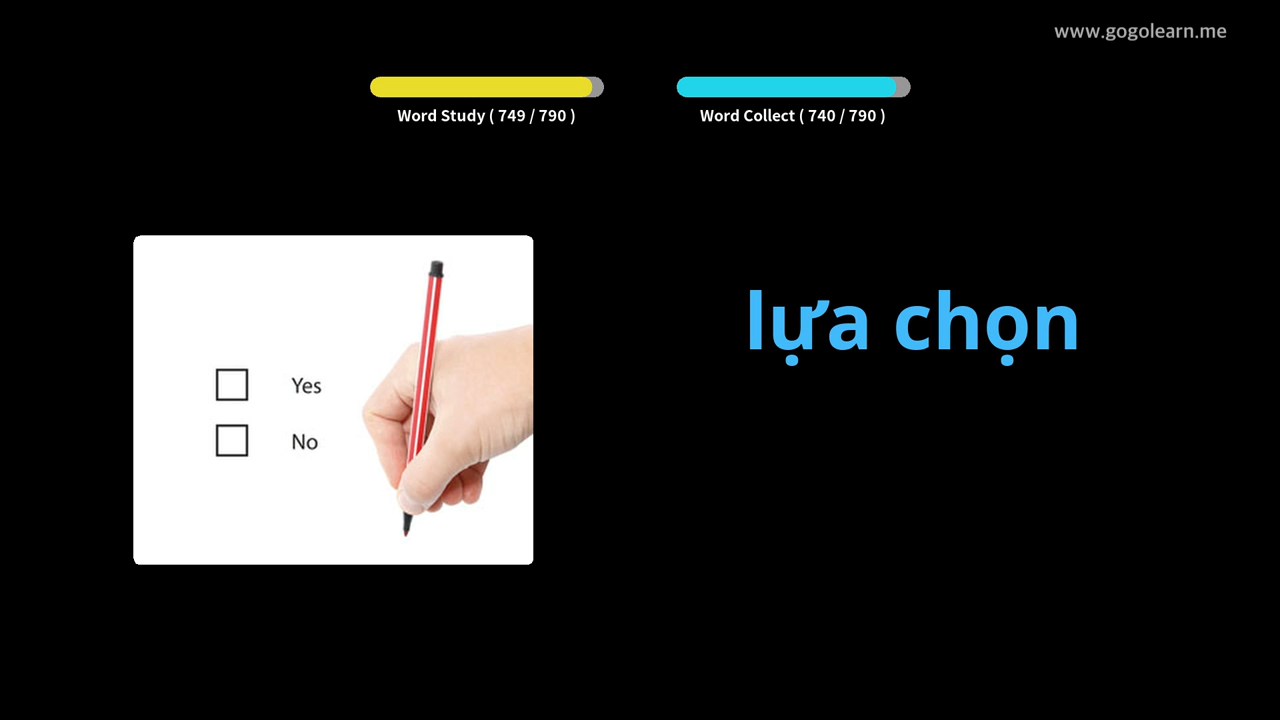 www.gogolearn.me
Word Study ( 749 / 790 )
Word Collect ( 740 / 790 )
lựa chọn
Yes
No